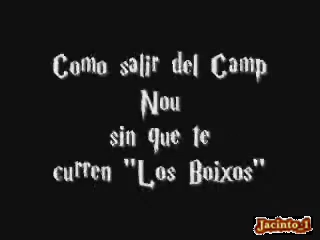 Como salir del Camp
Nou
sin que te
curren "Los Boixos"
Jacinto_1